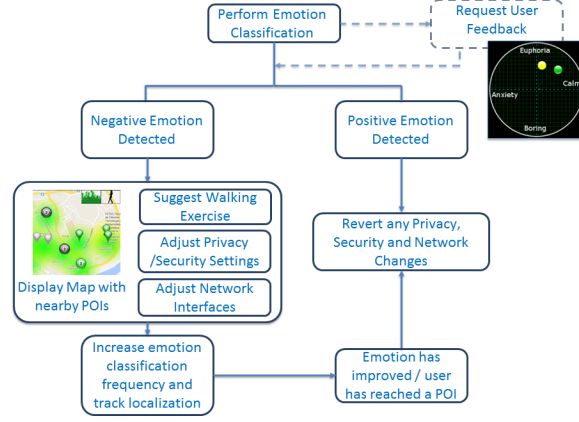 Perform Emotion
Classification
Request User
Feedback
Euphoria
Calm
Anxiety
Boring
Negative Emotion
Detected
Positive Emotion
Detected
Suggest Walking
Exercise
Adjust Privacy
/Security Settings
Adjust Network
Interfaces
Display Map with
nearby POIs
Revert any Privacy,
Security and Network
Changes
Increase emotion
classification
frequency and
track localization
Emotion has
improved / user
has reached a POI